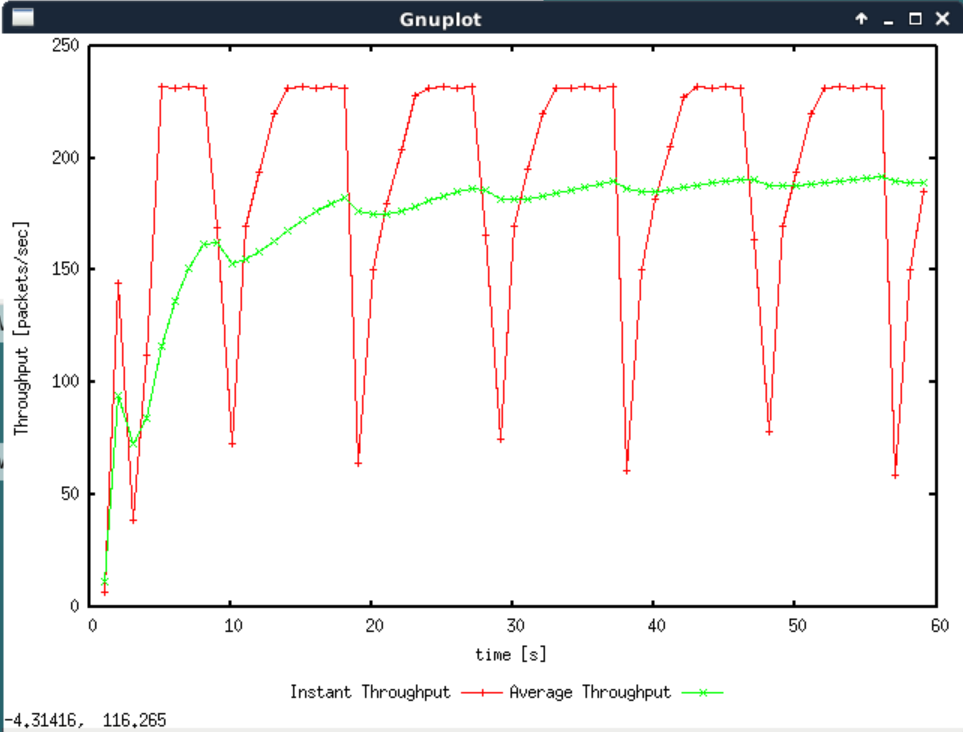 Gnuplot
250
200
150
100
50
0
0 10 20 30 40 50 60
Throughput [packets/sec]
time [s]
Instant Throughput Average Throughput
-4.31416, 116.265